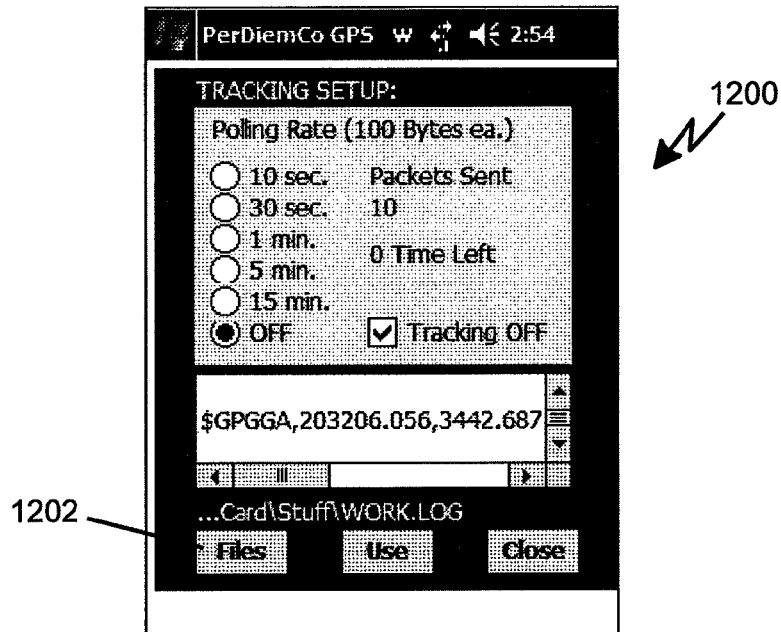 PerDiemCo GPS 2:54
TRACKING SETUP:
1200
Polling Rate (100 Bytes ea.)
10 sec. Packets Sent
30 sec. 10
1 min.
0 Time Left
5 min.
15 min.
OFF Tracking OFF
$GPGGA,203206.056,3442.687
...Card\Stuff\WORK.LOG
1202
Files Use Close